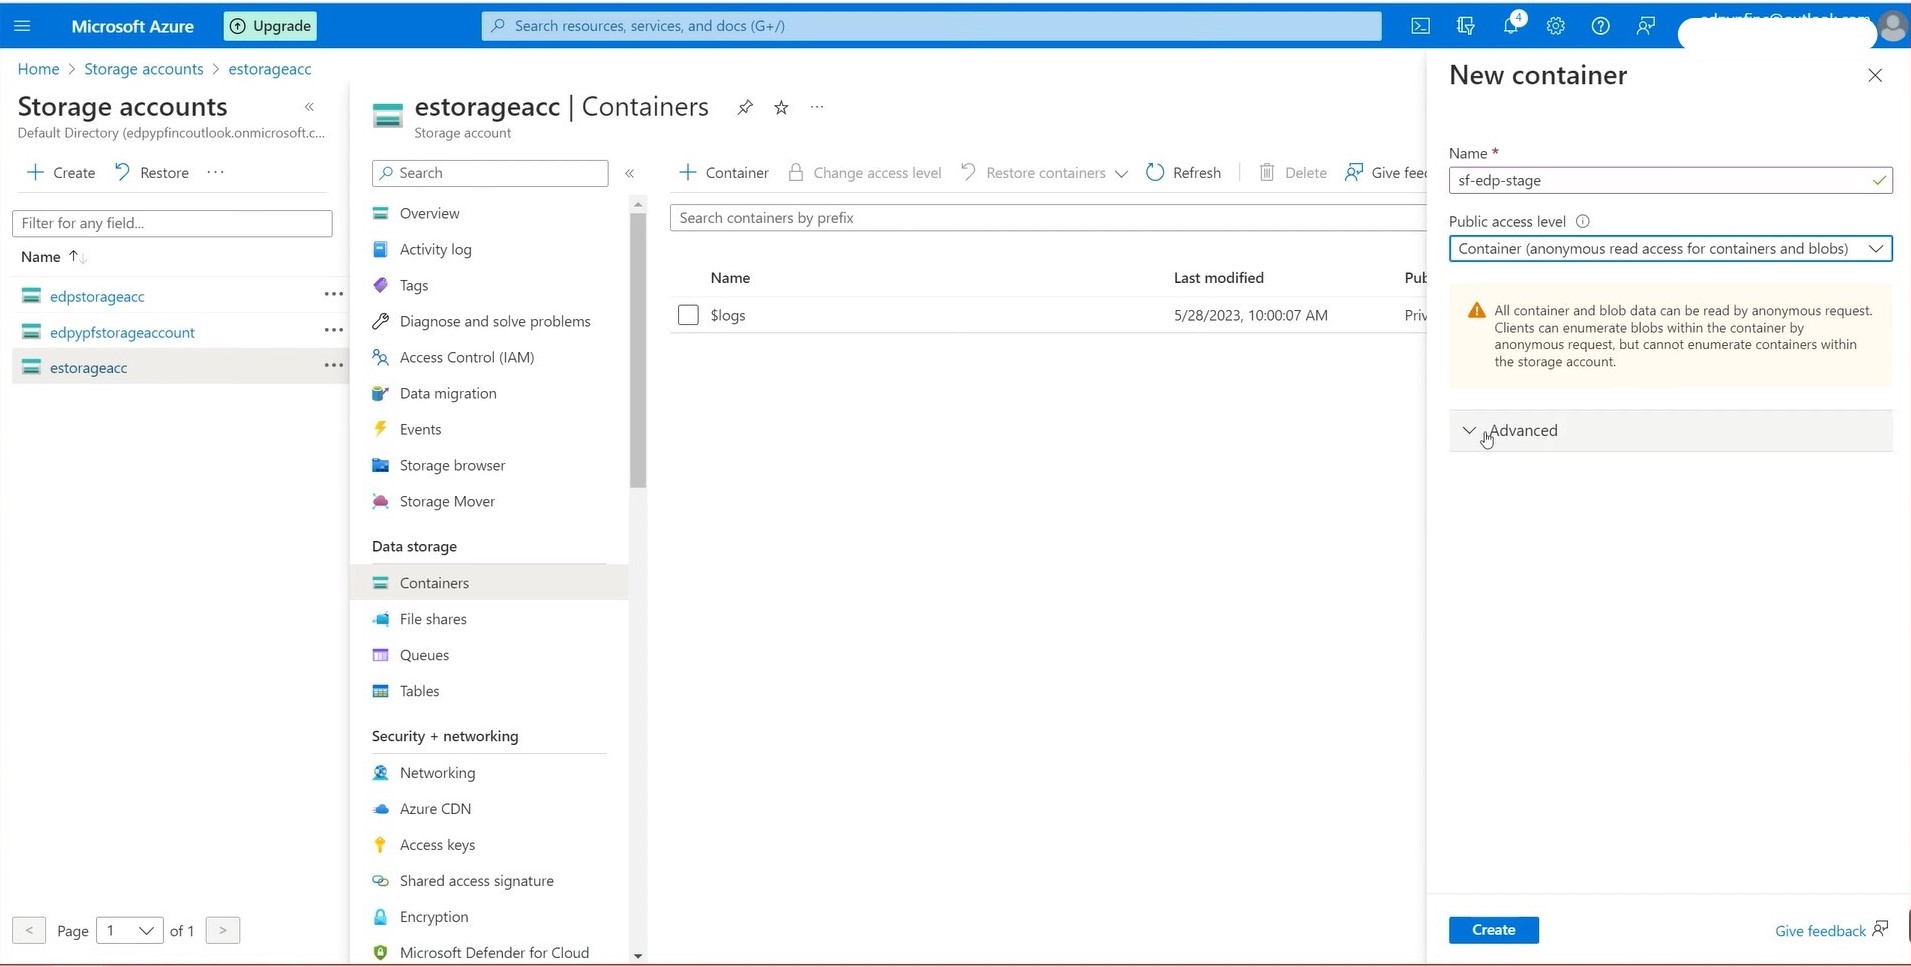 Microsoft Azure
Upgrade
Search resources, services, and docs (G+/)
4
Home > Storage accounts > estorageacc
Storage accounts
Default Directory (edpypfincoutlook.onmicrosoft.c...
Create
Restore
Filter for any field...
Name
edpstorageacc
edpypfstorageaccount
estorageacc
< Page 1 of 1 >
estorageacc | Containers
Storage account
Search
Overview
Activity log
Tags
Diagnose and solve problems
Access Control (IAM)
Data migration
Events
Storage browser
Storage Mover
Data storage
Containers
File shares
Queues
Tables
Security + networking
Networking
Azure CDN
Access keys
Shared access signature
Encryption
Microsoft Defender for Cloud
Container
Change access level
Restore containers
Refresh
Delete
Give feed
Search containers by prefix
Name Last modified Pub
$logs 5/28/2023, 10:00:07 AM Priv
New container
Name *
sf-edp-stage
Public access level
Container (anonymous read access for containers and blobs)
All container and blob data can be read by anonymous request.
Clients can enumerate blobs within the container by
anonymous request, but cannot enumerate containers within
the storage account.
Advanced
Create
Give feedback